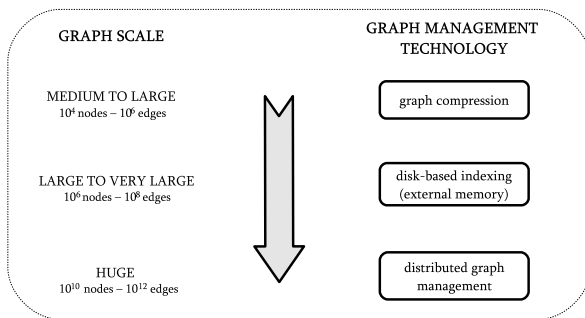 GRAPH SCALE
GRAPH MANAGEMENT
TECHNOLOGY
MEDIUM TO LARGE
10⁴ nodes – 10⁶ edges
graph compression
LARGE TO VERY LARGE
10⁶ nodes – 10⁸ edges
disk-based indexing
(external memory)
HUGE
10¹⁰ nodes – 10¹² edges
distributed graph
management